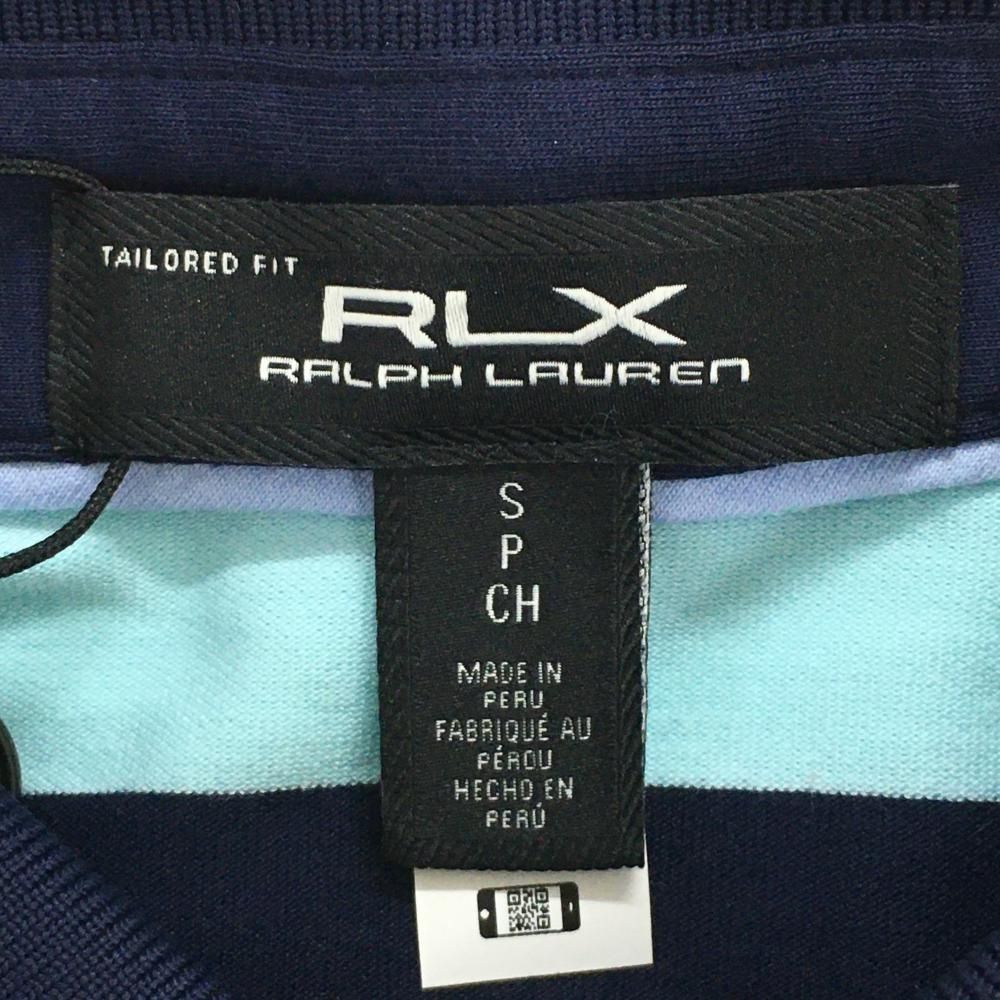 TAILORED FIT
RLX
RALPH LAUREN
S
P
CH
MADE IN
PERU
FABRIQUÉ AU
PÉROU
HECHO EN
PERÚ